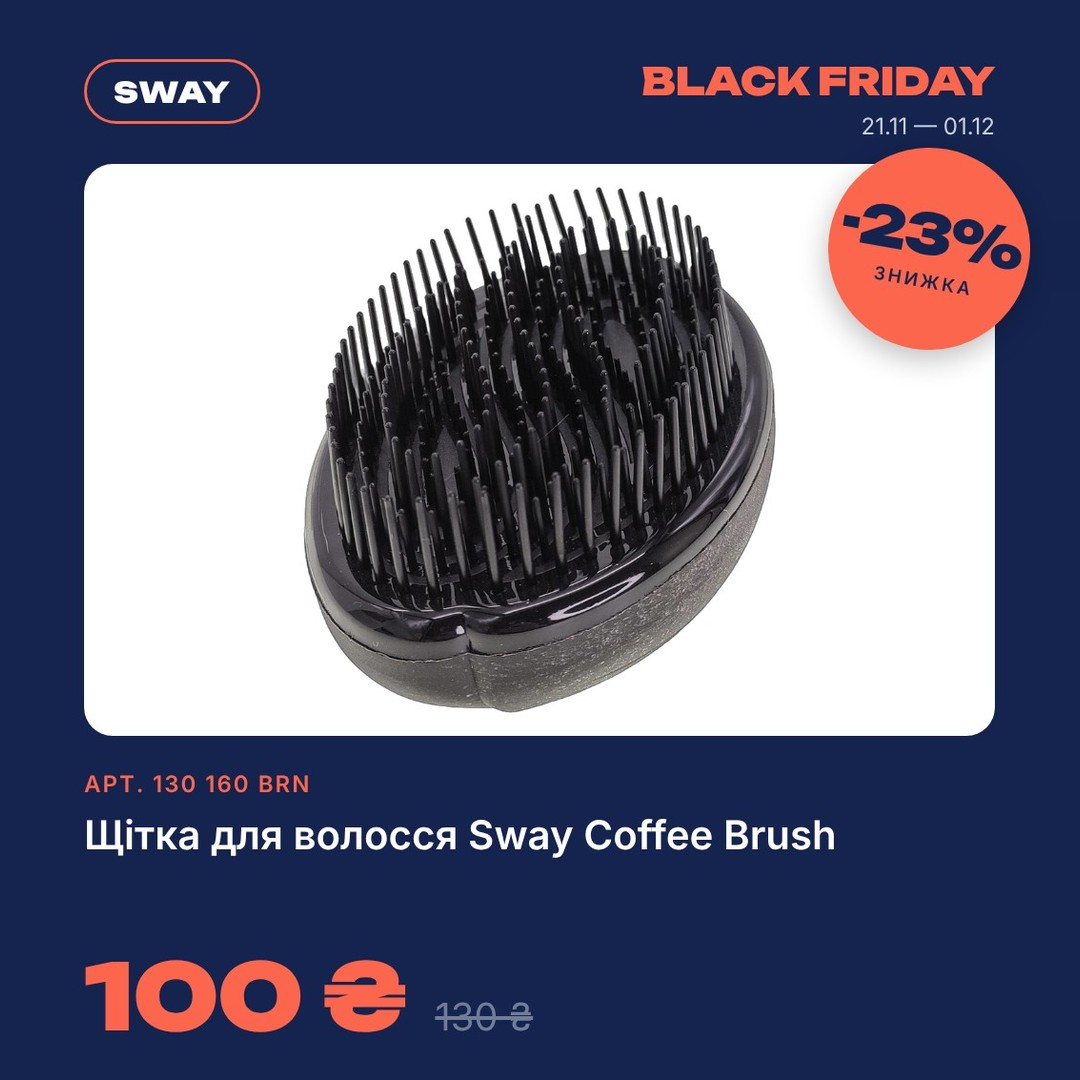 SWAY
BLACK FRIDAY
21.11 — 01.12
-23%
ЗНИЖКА
АРТ. 130 160 BRN
Щітка для волосся Sway Coffee Brush
100 ₴
130 ₴